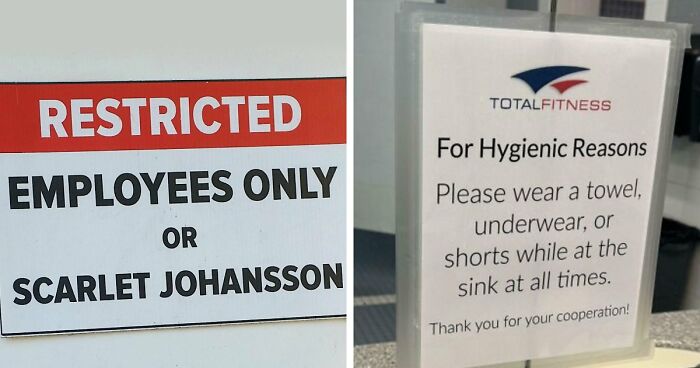 RESTRICTED
EMPLOYEES ONLY
OR
SCARLET JOHANSSON
TOTALFITNESS
For Hygienic Reasons
Please wear a towel,
underwear, or
shorts while at the
sink at all times.
Thank you for your cooperation!